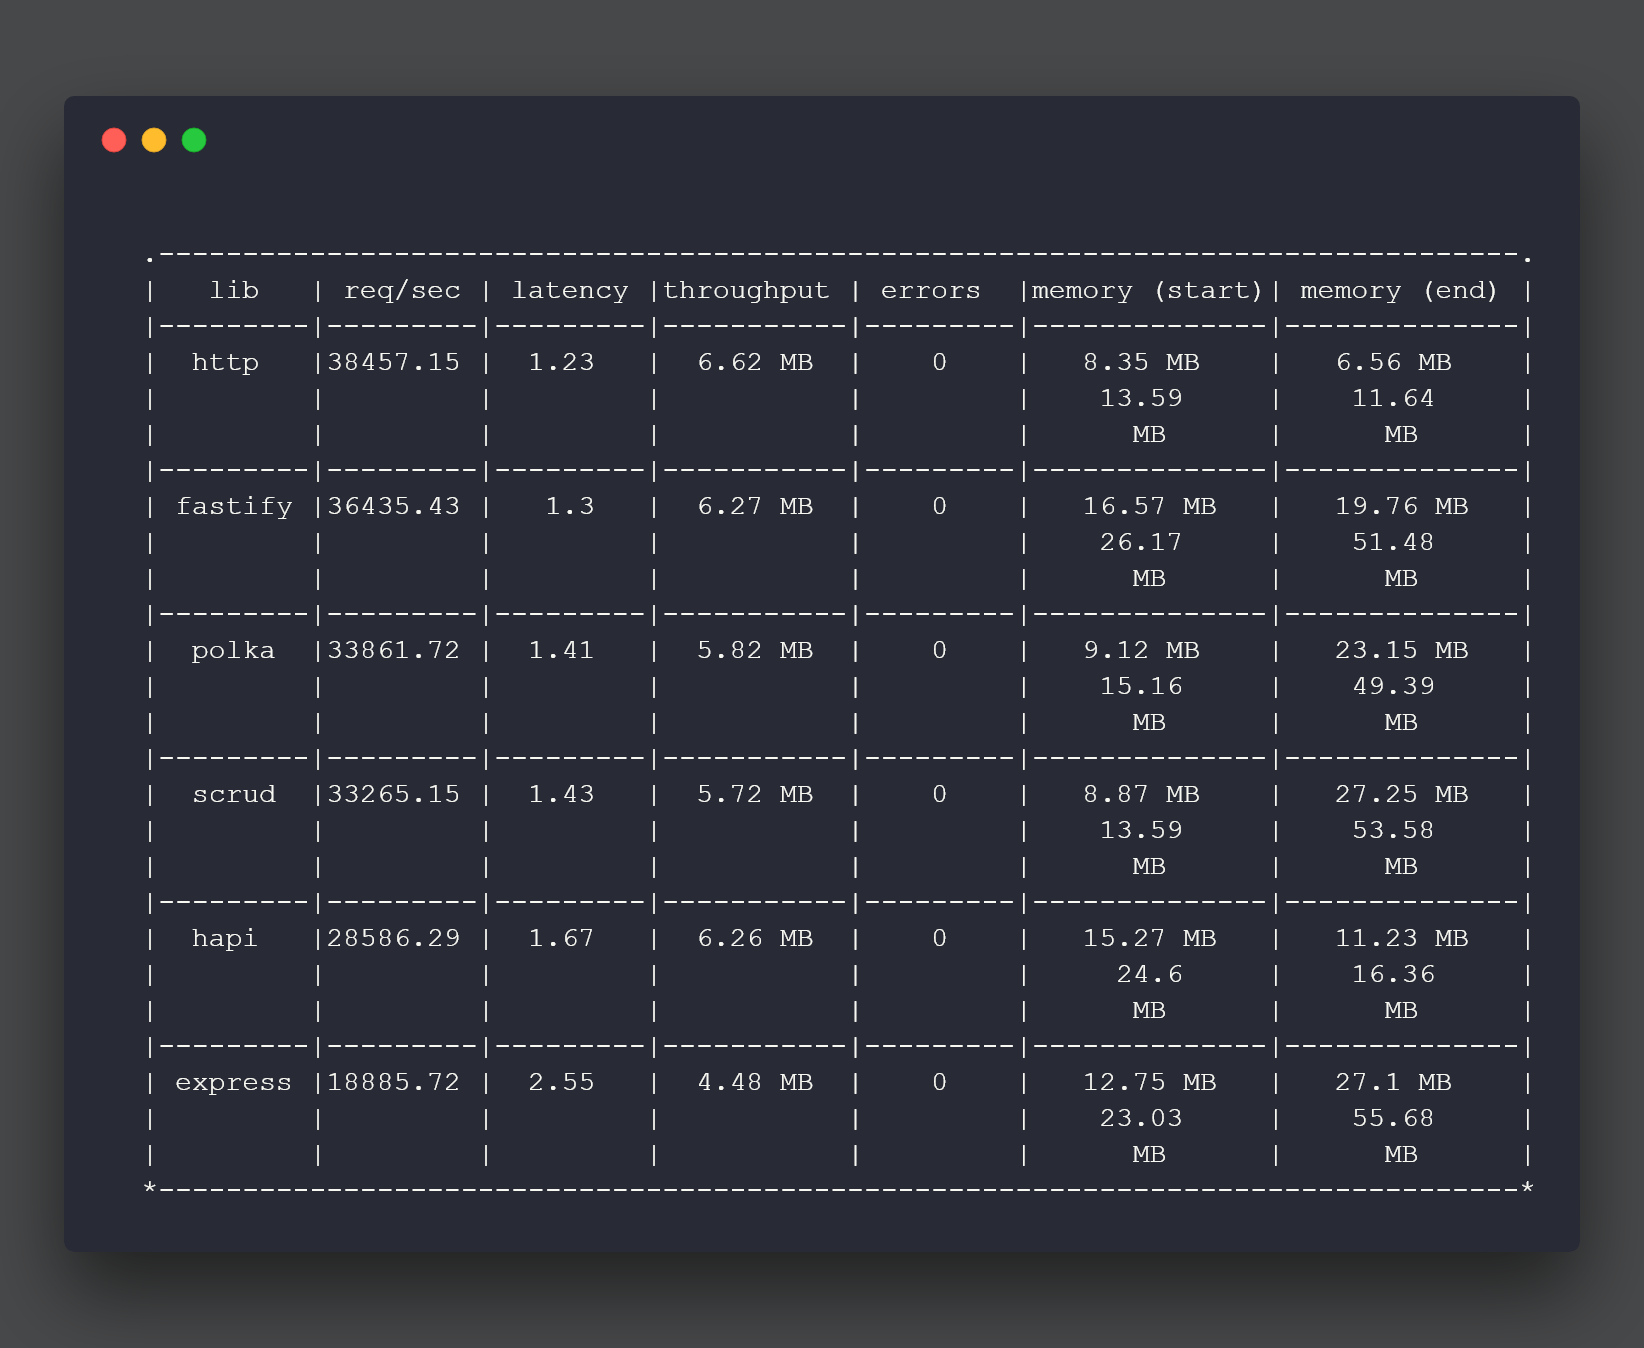 .---------------------------------------------------------------------------------.
|   lib   | req/sec | latency |throughput | errors  |memory (start)| memory (end) |
|---------|---------|---------|-----------|---------|--------------|--------------|
|  http   |38457.15 |  1.23   |  6.62 MB  |    0    |   8.35 MB    |   6.56 MB    |
|         |         |         |           |         |    13.59     |    11.64     |
|         |         |         |           |         |      MB      |      MB      |
|---------|---------|---------|-----------|---------|--------------|--------------|
| fastify |36435.43 |   1.3   |  6.27 MB  |    0    |   16.57 MB   |   19.76 MB   |
|         |         |         |           |         |    26.17     |    51.48     |
|         |         |         |           |         |      MB      |      MB      |
|---------|---------|---------|-----------|---------|--------------|--------------|
|  polka  |33861.72 |  1.41   |  5.82 MB  |    0    |   9.12 MB    |   23.15 MB   |
|         |         |         |           |         |    15.16     |    49.39     |
|         |         |         |           |         |      MB      |      MB      |
|---------|---------|---------|-----------|---------|--------------|--------------|
|  scrud  |33265.15 |  1.43   |  5.72 MB  |    0    |   8.87 MB    |   27.25 MB   |
|         |         |         |           |         |    13.59     |    53.58     |
|         |         |         |           |         |      MB      |      MB      |
|---------|---------|---------|-----------|---------|--------------|--------------|
|  hapi   |28586.29 |  1.67   |  6.26 MB  |    0    |   15.27 MB   |   11.23 MB   |
|         |         |         |           |         |     24.6     |    16.36     |
|         |         |         |           |         |      MB      |      MB      |
|---------|---------|---------|-----------|---------|--------------|--------------|
| express |18885.72 |  2.55   |  4.48 MB  |    0    |   12.75 MB   |   27.1 MB    |
|         |         |         |           |         |    23.03     |    55.68     |
|         |         |         |           |         |      MB      |      MB      |
*---------------------------------------------------------------------------------*